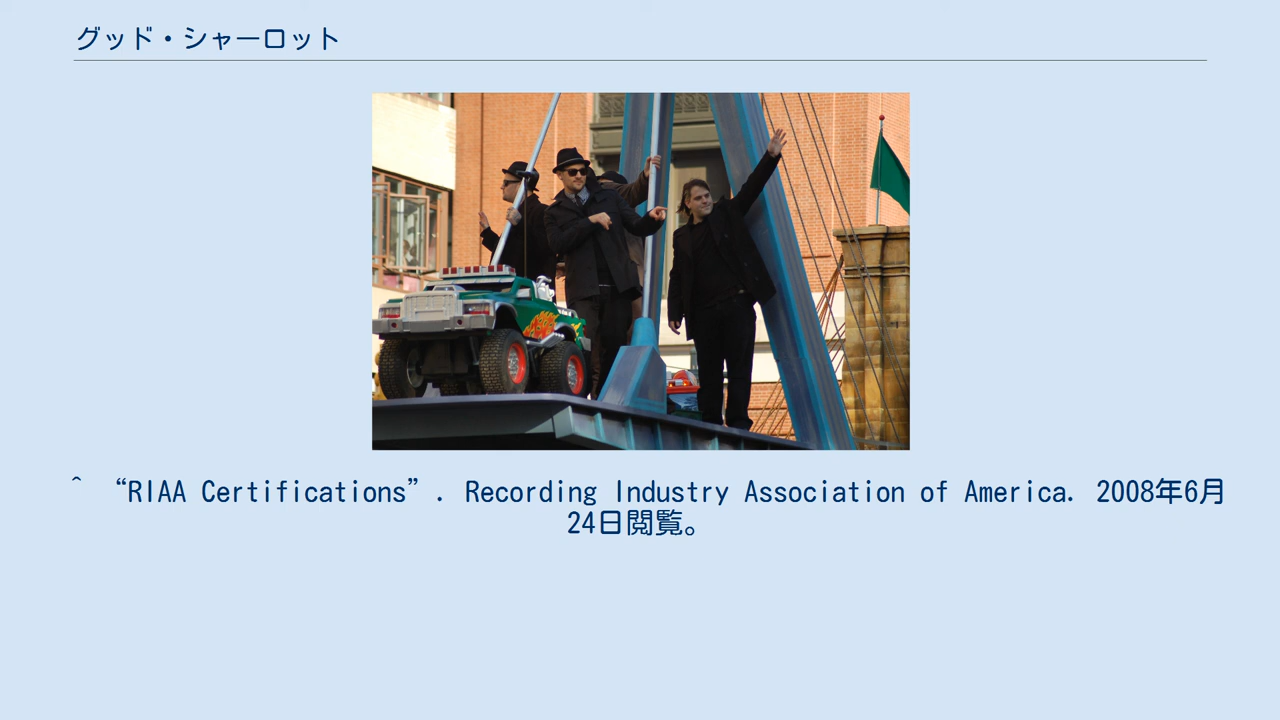 グッド・シャーロット
^ “RIAA Certifications”. Recording Industry Association of America. 2008年6月
24日閲覧。